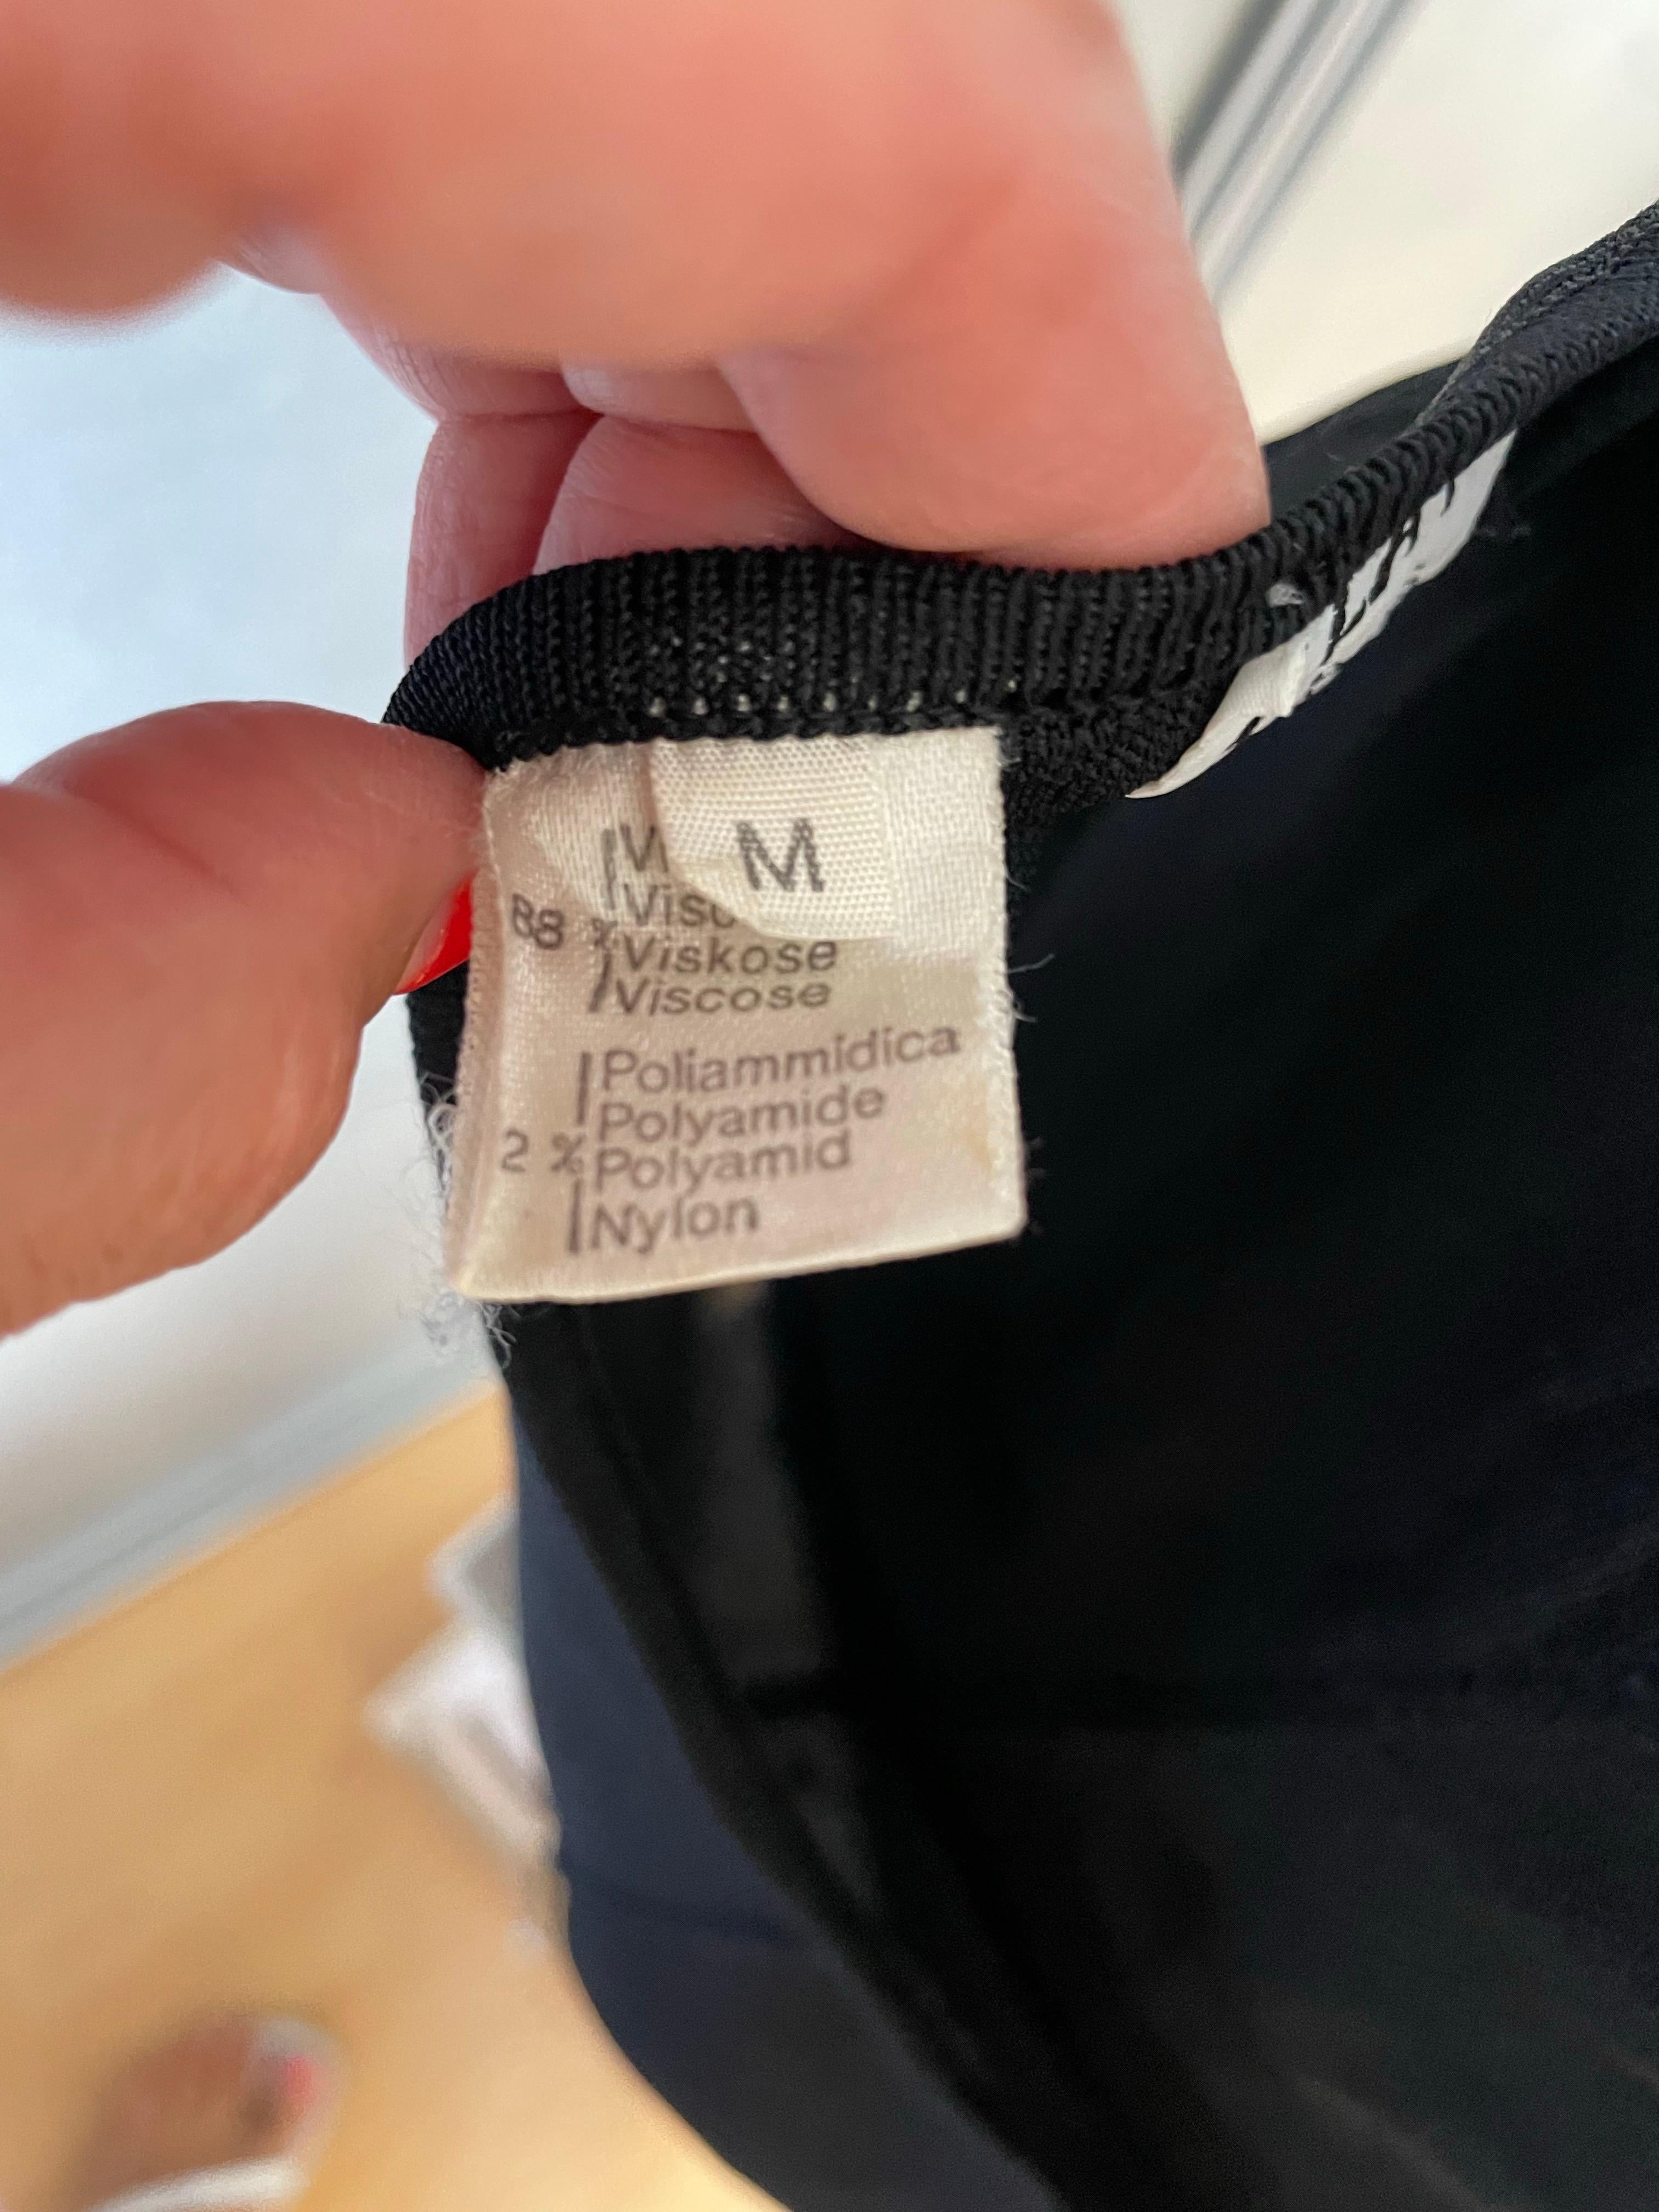 M
88 %
Viskose
Viscose
Poliammidica
Polyamide
2 % Polyamid
Nylon